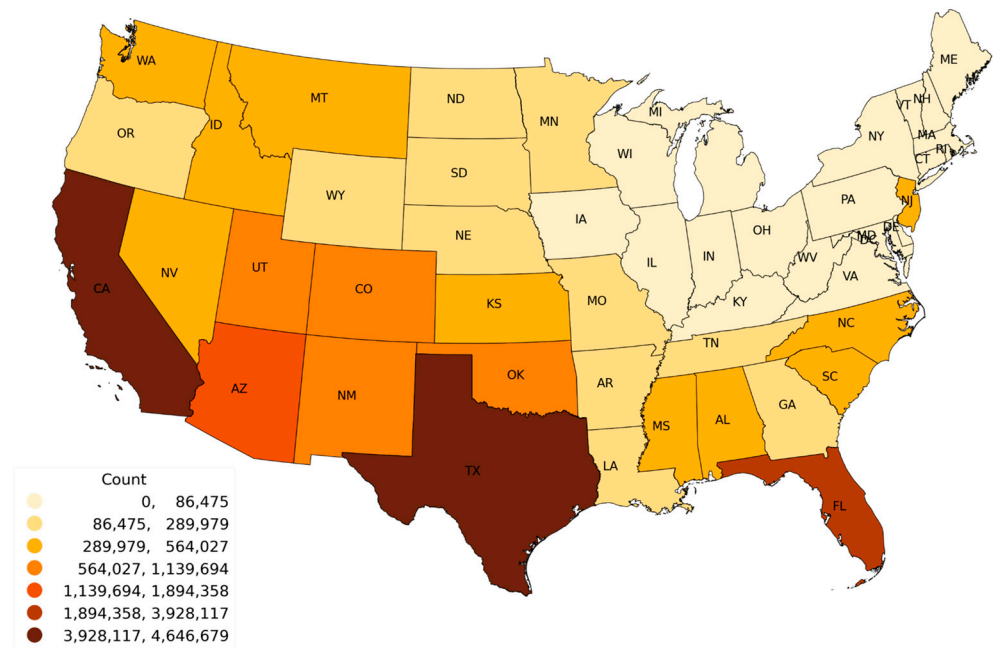 ME
WA
VT
NH
MT
ND
MI
MN
OR
ID
NY
MA
RI
WI
CT
SD
WY
PA
NJ
IA
DE
OH
MD
DC
NE
IL
IN
WV
UT
NV
VA
CA
CO
KS
MO
KY
NC
TN
OK
SC
AZ
NM
AR
GA
AL
MS
LA
TX
FL
Count
0, 86,475
86,475, 289,979
289,979, 564,027
564,027, 1,139,694
1,139,694, 1,894,358
1,894,358, 3,928,117
3,928,117, 4,646,679